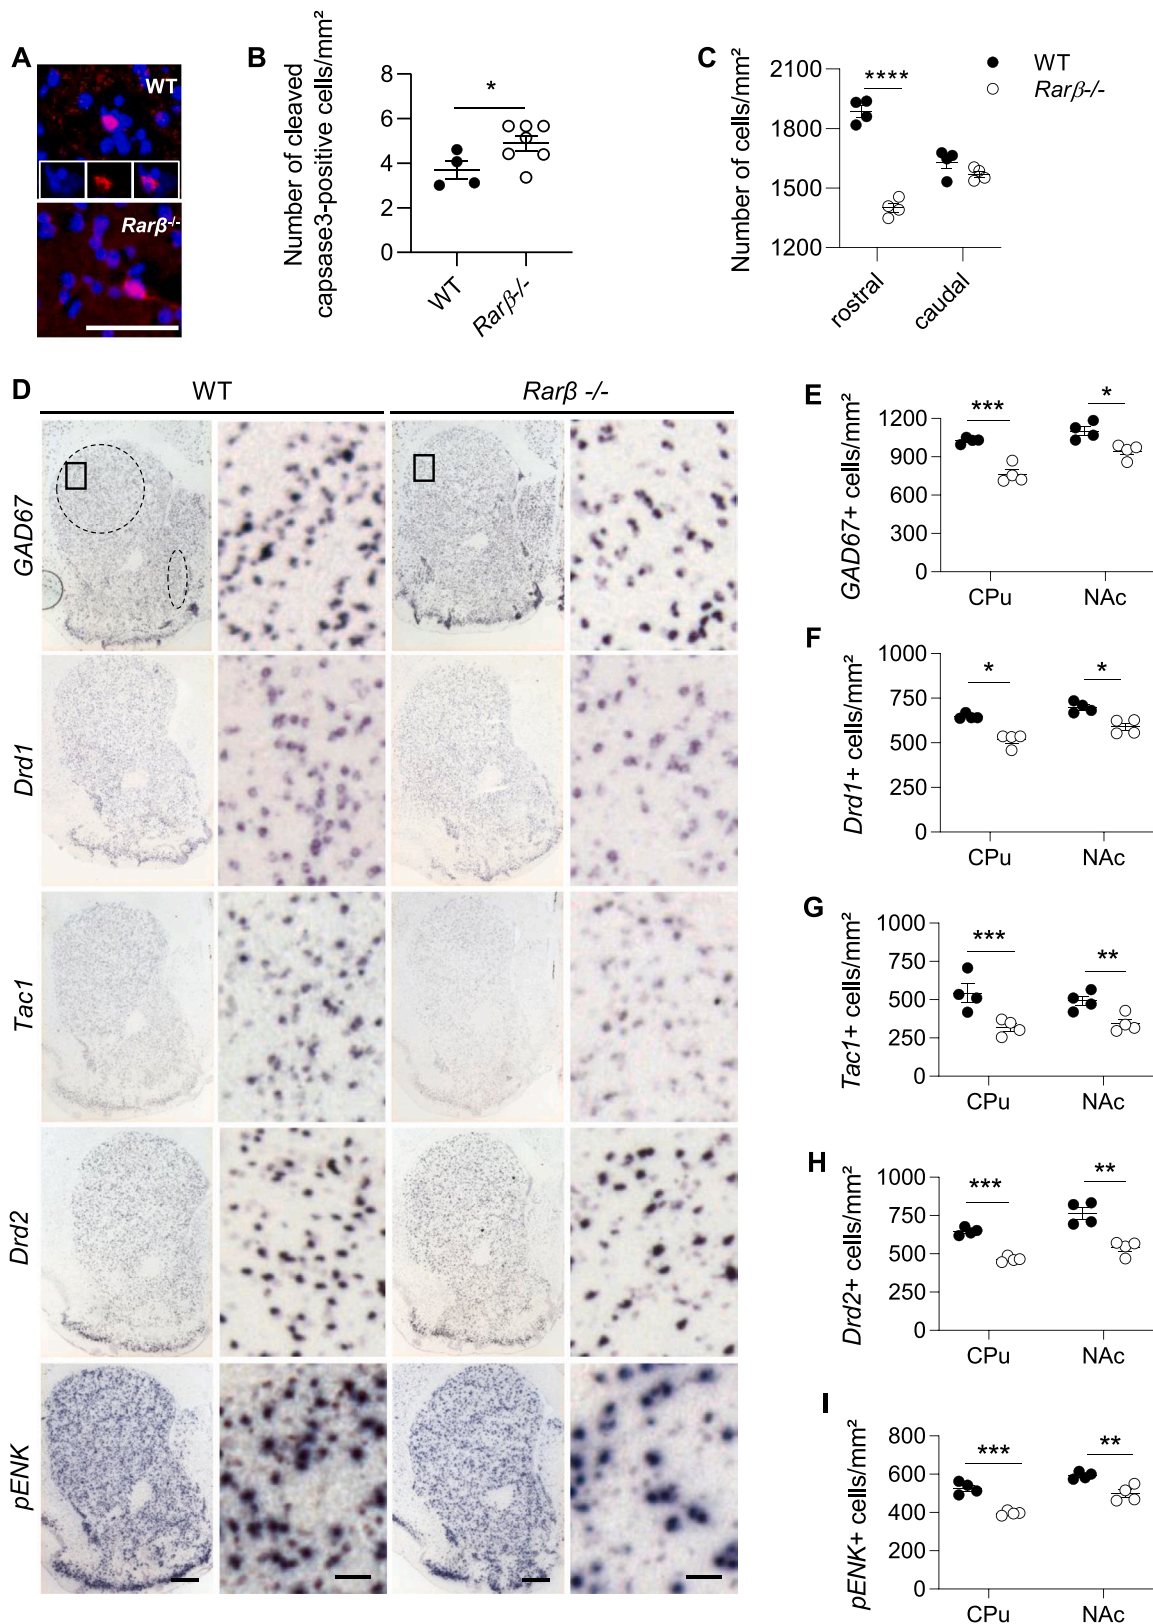 A
WT
Rarβ-/-
B
Number of cleaved
capsase3-positive cells/mm²
8
6
4
2
0
*
WT
Rarβ-/-
C
Number of cells/mm²
2100
1800
1500
1200
****
rostral
caudal
WT
Rarβ-/-
D
WT
Rarβ -/-
GAD67
Drd1
Tac1
Drd2
pENK
E
GAD67+ cells/mm²
1200
900
600
300
0
***
*
CPu
NAc
F
Drd1+ cells/mm²
1000
750
500
250
0
*
*
CPu
NAc
G
Tac1+ cells/mm²
1000
750
500
250
0
***
**
CPu
NAc
H
Drd2+ cells/mm²
1000
750
500
250
0
***
**
CPu
NAc
I
pENK+ cells/mm²
800
600
400
200
0
***
**
CPu
NAc